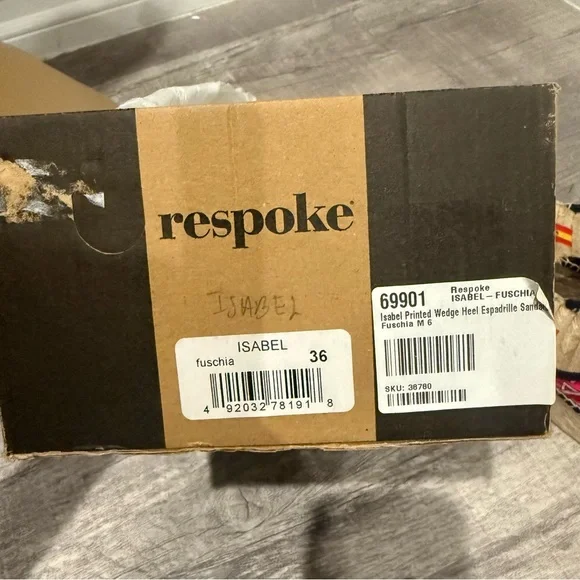 respoke
ISABEL
ISABEL
fuschia 36
4 92032 78191 8
69901 Respoke
ISABEL-FUSCHIA
Isabel Printed Wedge Heel Espadrille
Fuschia M 6
SKU: 36780